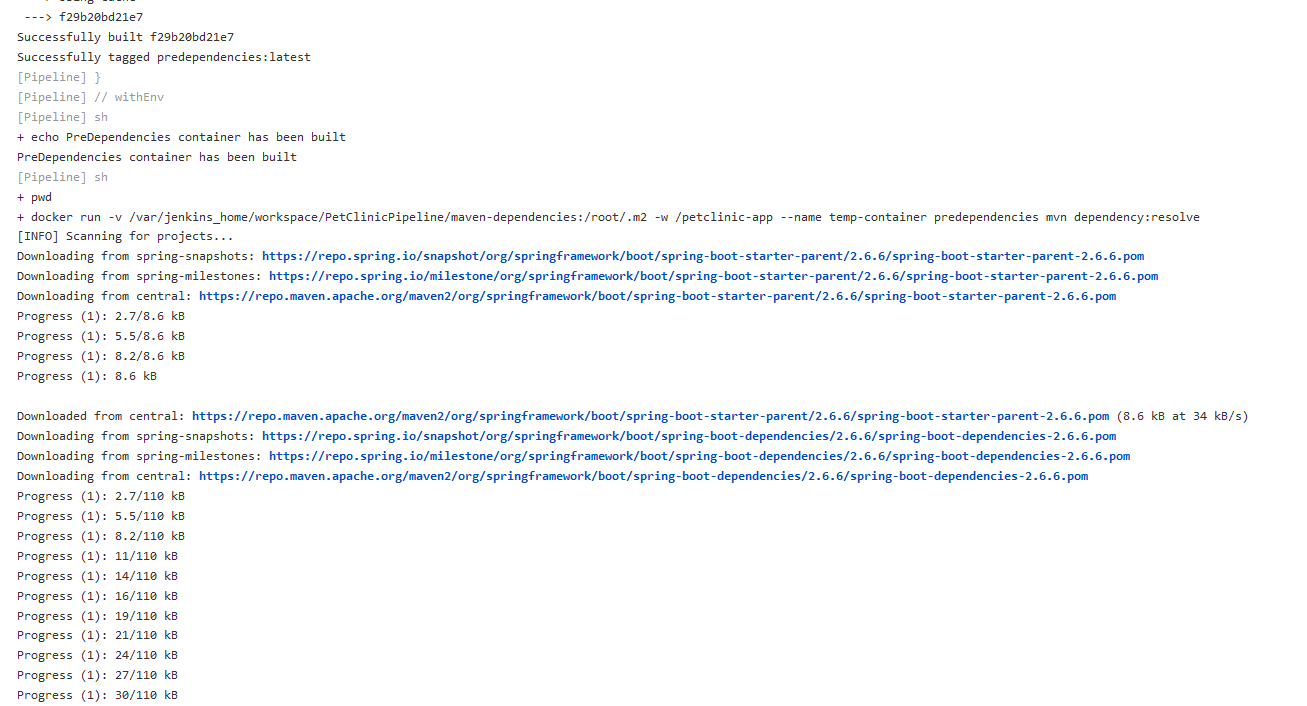 ---> f29b20bd21e7
Successfully built f29b20bd21e7
Successfully tagged predependencies:latest
[Pipeline] }
[Pipeline] // withEnv
[Pipeline] sh
+ echo PreDependencies container has been built
PreDependencies container has been built
[Pipeline] sh
+ pwd
+ docker run -v /var/jenkins_home/workspace/PetClinicPipeline/maven-dependencies:/root/.m2 -w /petclinic-app --name temp-container predependencies mvn dependency:resolve
[INFO] Scanning for projects...
Downloading from spring-snapshots: https://repo.spring.io/snapshot/org/springframework/boot/spring-boot-starter-parent/2.6.6/spring-boot-starter-parent-2.6.6.pom
Downloading from spring-milestones: https://repo.spring.io/milestone/org/springframework/boot/spring-boot-starter-parent/2.6.6/spring-boot-starter-parent-2.6.6.pom
Downloading from central: https://repo.maven.apache.org/maven2/org/springframework/boot/spring-boot-starter-parent/2.6.6/spring-boot-starter-parent-2.6.6.pom
Progress (1): 2.7/8.6 kB
Progress (1): 5.5/8.6 kB
Progress (1): 8.2/8.6 kB
Progress (1): 8.6 kB
Downloaded from central: https://repo.maven.apache.org/maven2/org/springframework/boot/spring-boot-starter-parent/2.6.6/spring-boot-starter-parent-2.6.6.pom (8.6 kB at 34 kB/s)
Downloading from spring-snapshots: https://repo.spring.io/snapshot/org/springframework/boot/spring-boot-dependencies/2.6.6/spring-boot-dependencies-2.6.6.pom
Downloading from spring-milestones: https://repo.spring.io/milestone/org/springframework/boot/spring-boot-dependencies/2.6.6/spring-boot-dependencies-2.6.6.pom
Downloading from central: https://repo.maven.apache.org/maven2/org/springframework/boot/spring-boot-dependencies/2.6.6/spring-boot-dependencies-2.6.6.pom
Progress (1): 2.7/110 kB
Progress (1): 5.5/110 kB
Progress (1): 8.2/110 kB
Progress (1): 11/110 kB
Progress (1): 14/110 kB
Progress (1): 16/110 kB
Progress (1): 19/110 kB
Progress (1): 21/110 kB
Progress (1): 24/110 kB
Progress (1): 27/110 kB
Progress (1): 30/110 kB